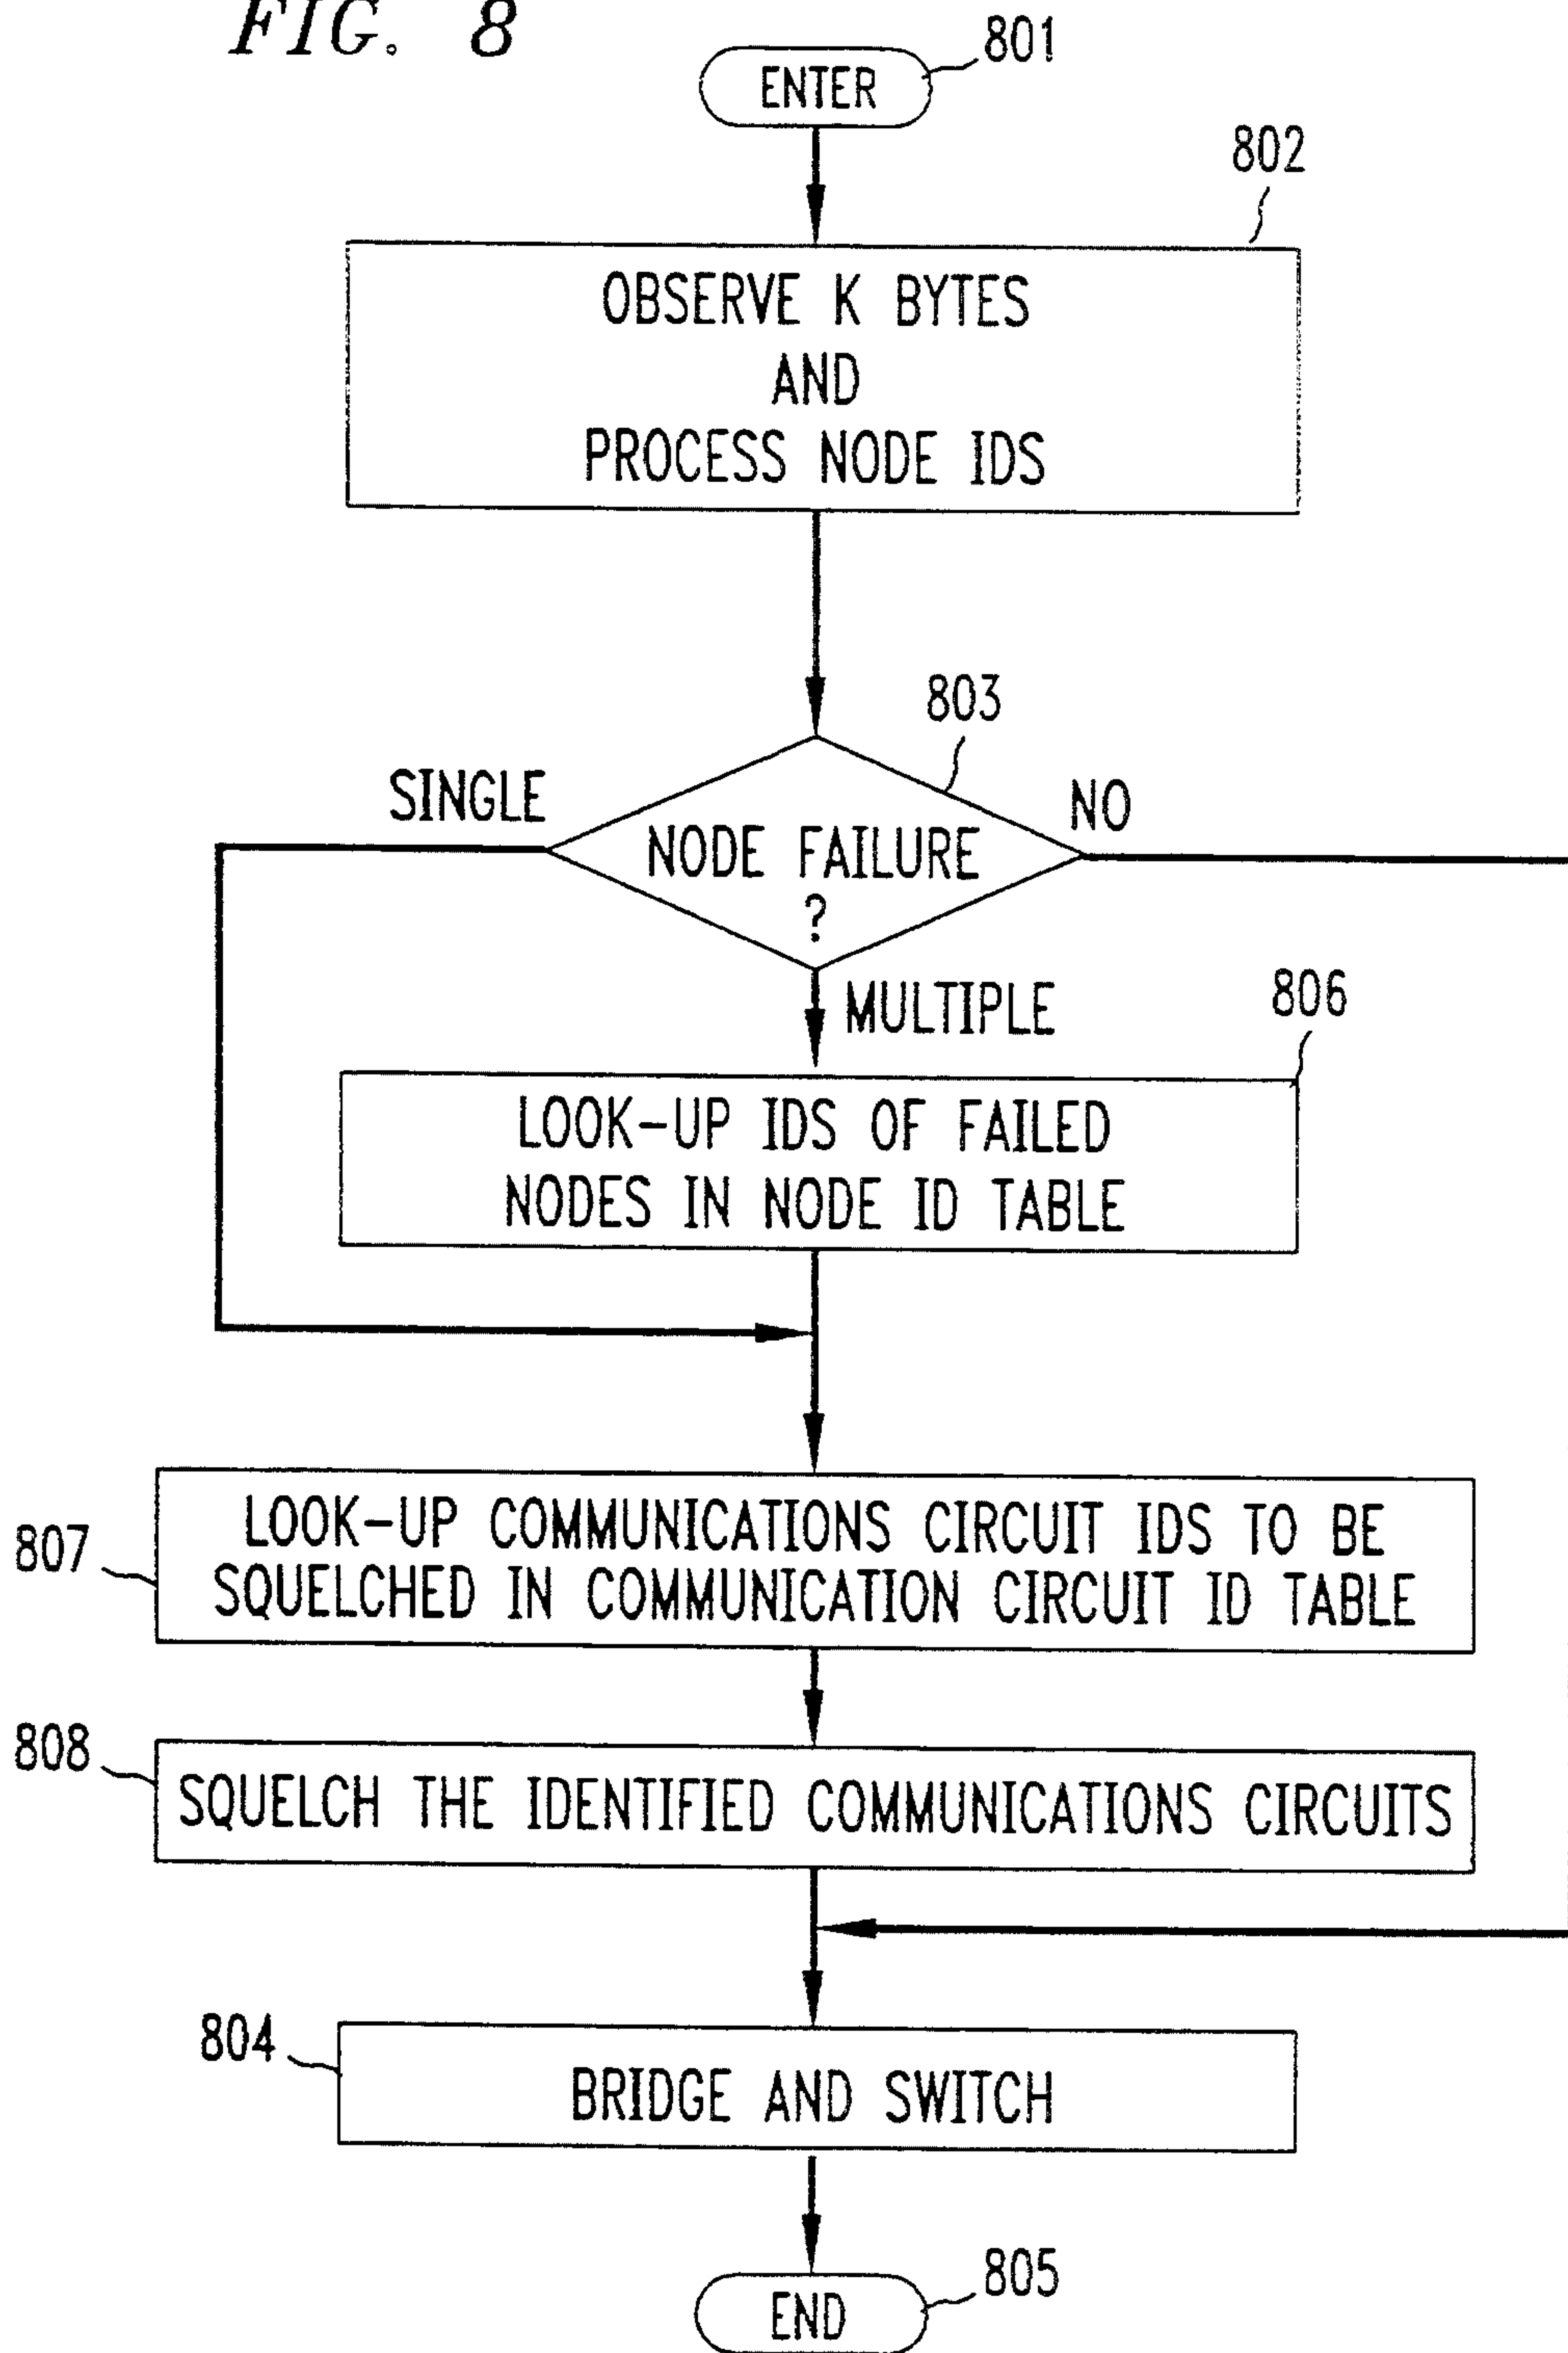 FIG. 8
801
ENTER
802
OBSERVE K BYTES
AND
PROCESS NODE IDS
803
SINGLE
NO
NODE FAILURE
?
MULTIPLE
806
LOOK-UP IDS OF FAILED
NODES IN NODE ID TABLE
807
LOOK-UP COMMUNICATIONS CIRCUIT IDS TO BE
SQUELCHED IN COMMUNICATION CIRCUIT ID TABLE
808
SQUELCH THE IDENTIFIED COMMUNICATIONS CIRCUITS
804
BRIDGE AND SWITCH
805
END